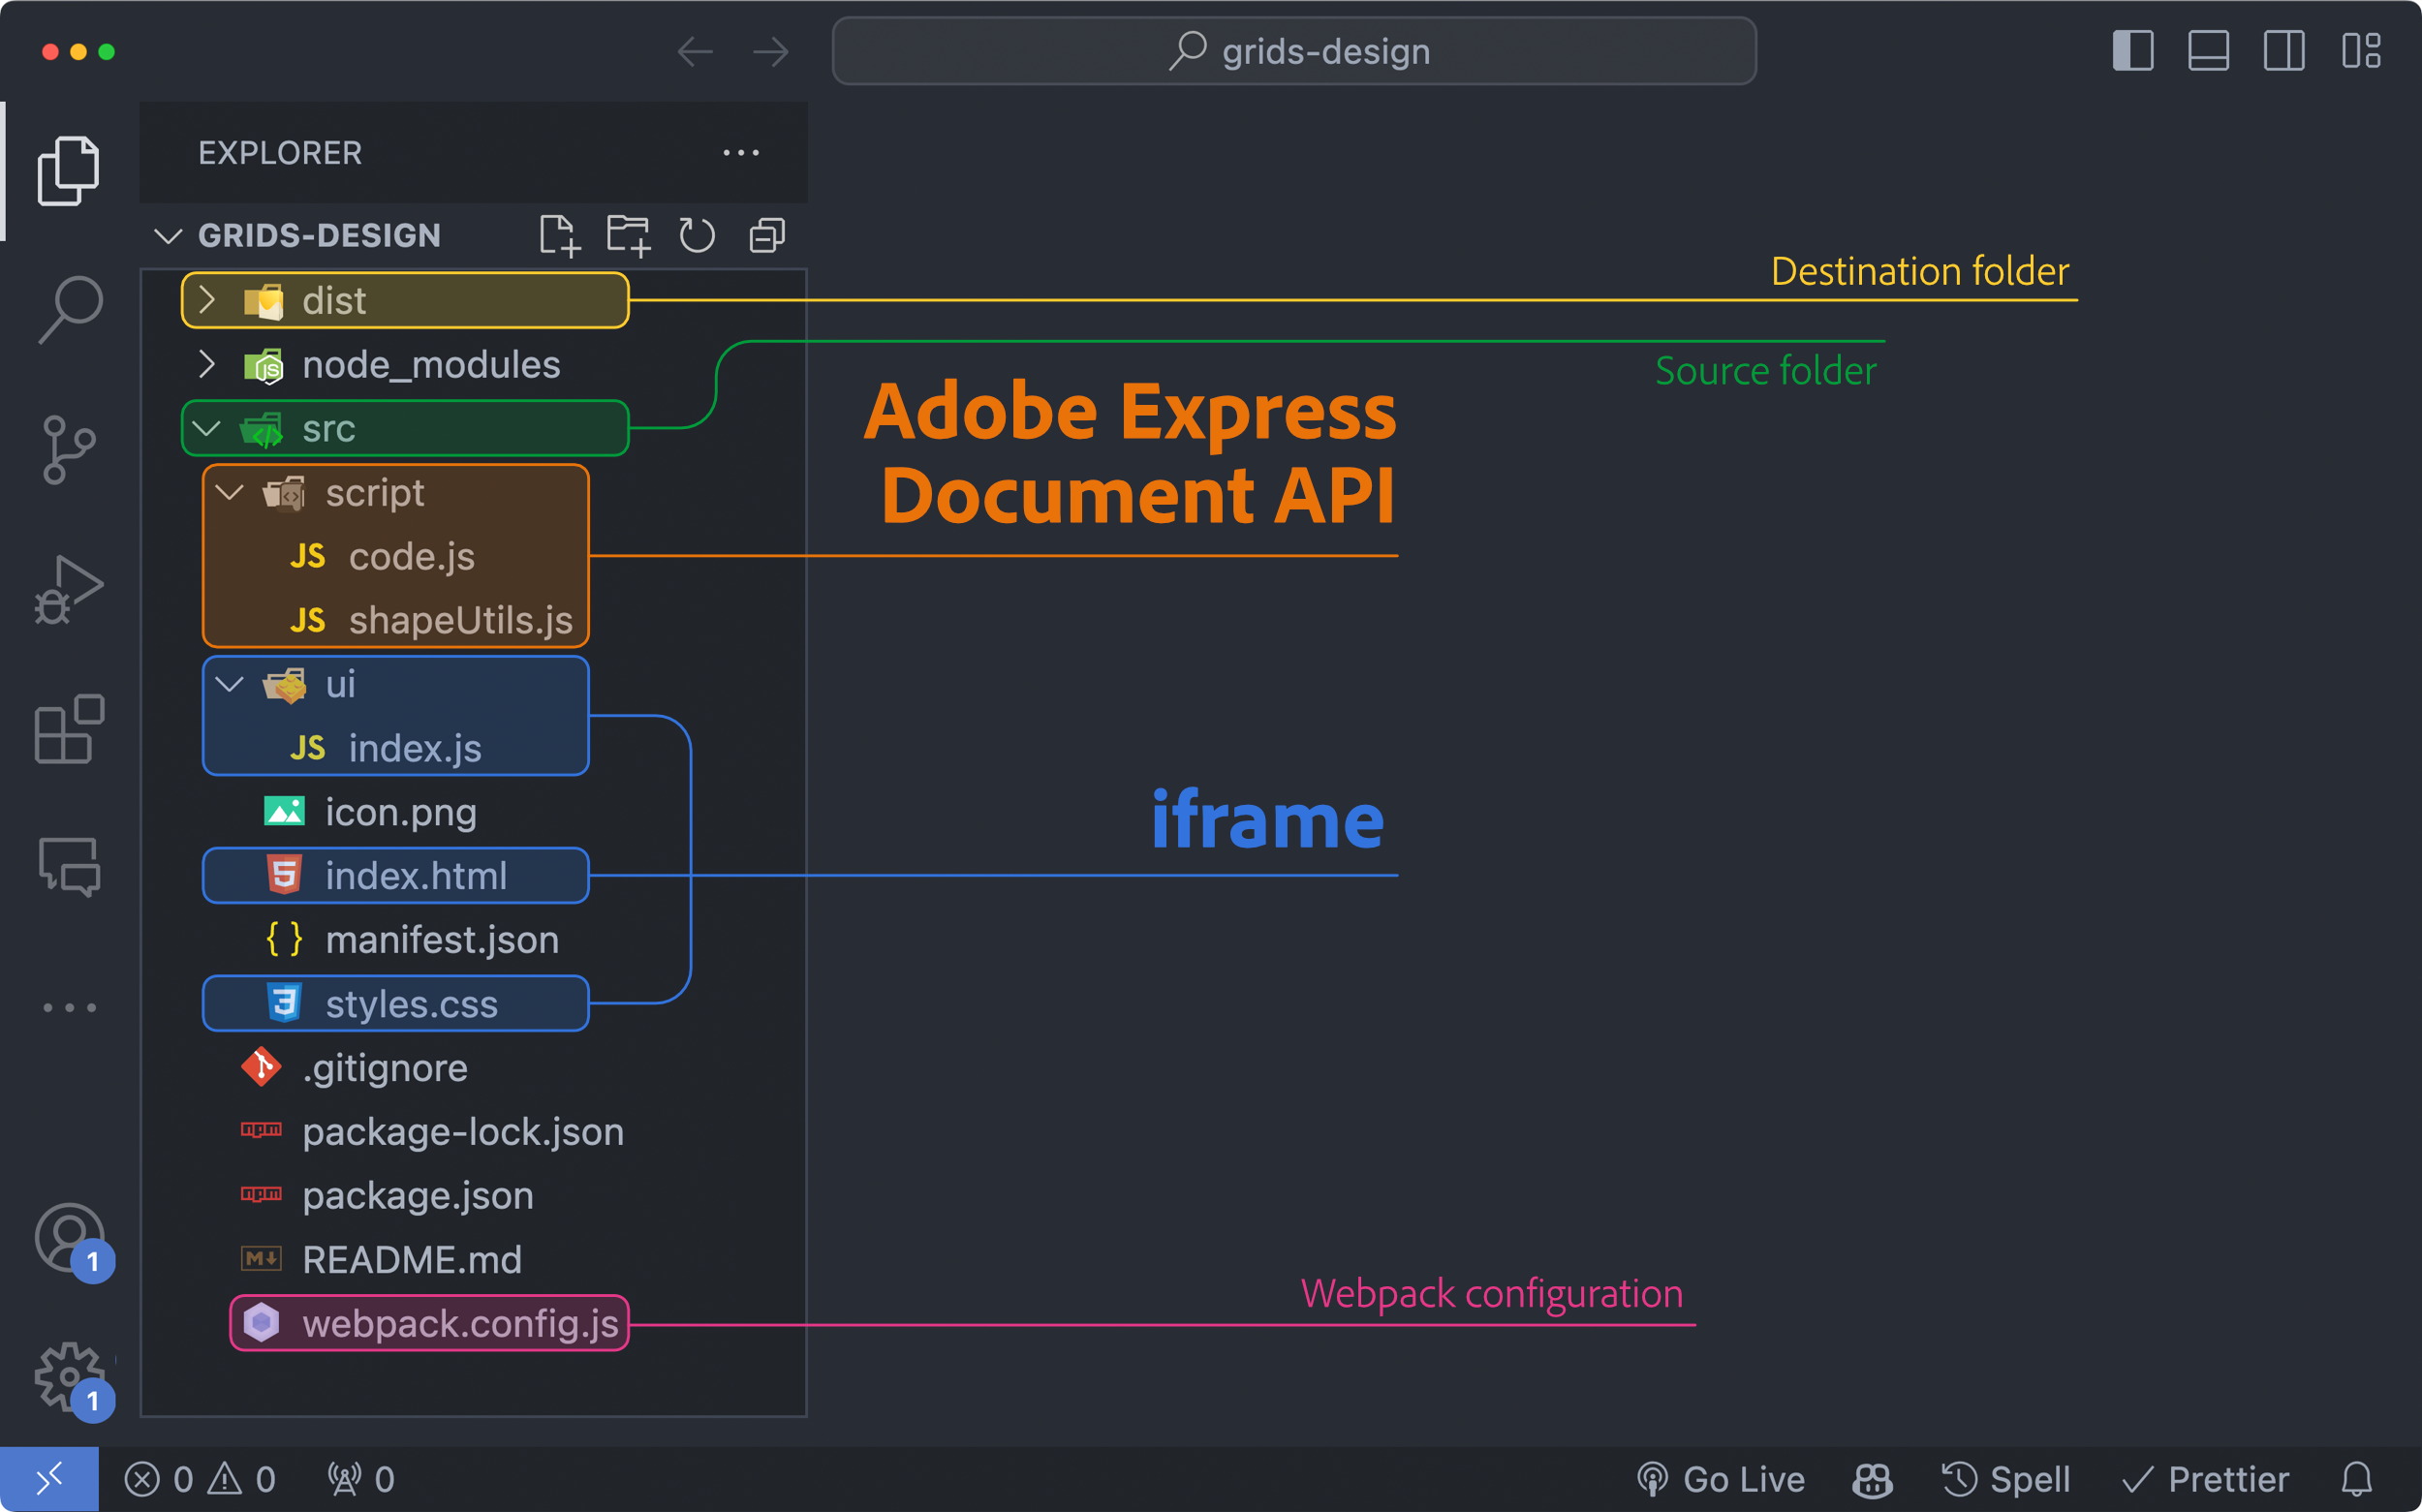 grids-design
EXPLORER
GRIDS-DESIGN
dist
Destination folder
node_modules
Source folder
src
Adobe Express
Document API
script
JS code.js
JS shapeUtils.js
ui
JS index.js
iframe
icon.png
index.html
{ } manifest.json
styles.css
.gitignore
package-lock.json
package.json
README.md
Webpack configuration
webpack.config.js
1
1
0 0 0 Go Live Spell Prettier